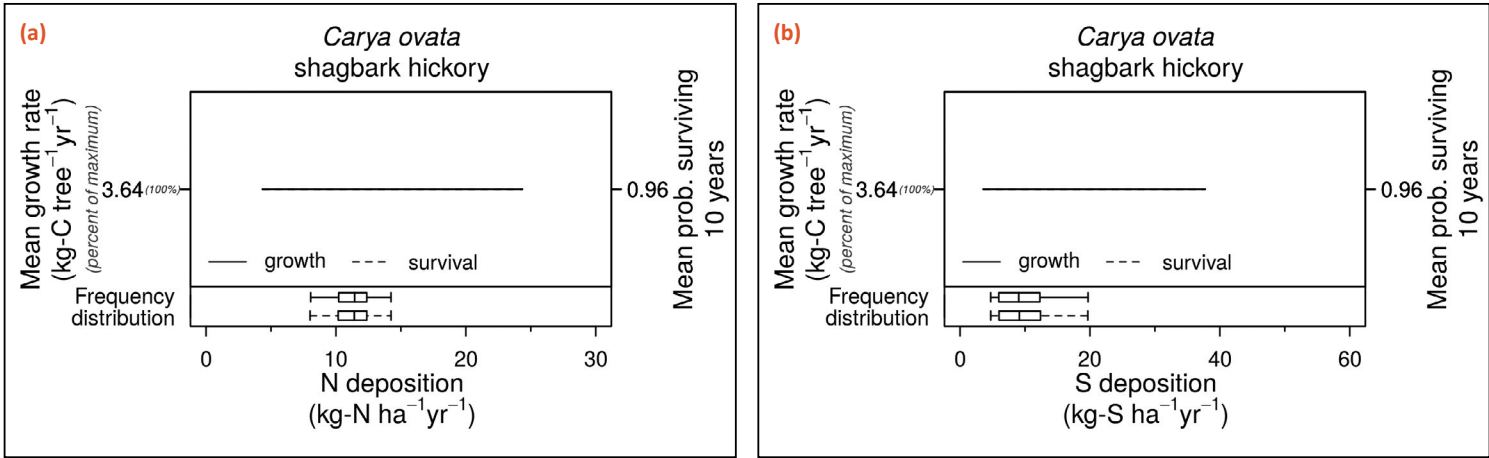 (a)
Carya ovata
shagbark hickory
Mean growth rate
(kg-C tree⁻¹yr⁻¹)
(percent of maximum)
3.64 (100%)
0.96
Mean prob. surviving
10 years
growth
survival
Frequency
distribution
0 10 20 30
N deposition
(kg-N ha⁻¹yr⁻¹)
(b)
Carya ovata
shagbark hickory
Mean growth rate
(kg-C tree⁻¹yr⁻¹)
(percent of maximum)
3.64 (100%)
0.96
Mean prob. surviving
10 years
growth
survival
Frequency
distribution
0 20 40 60
S deposition
(kg-S ha⁻¹yr⁻¹)